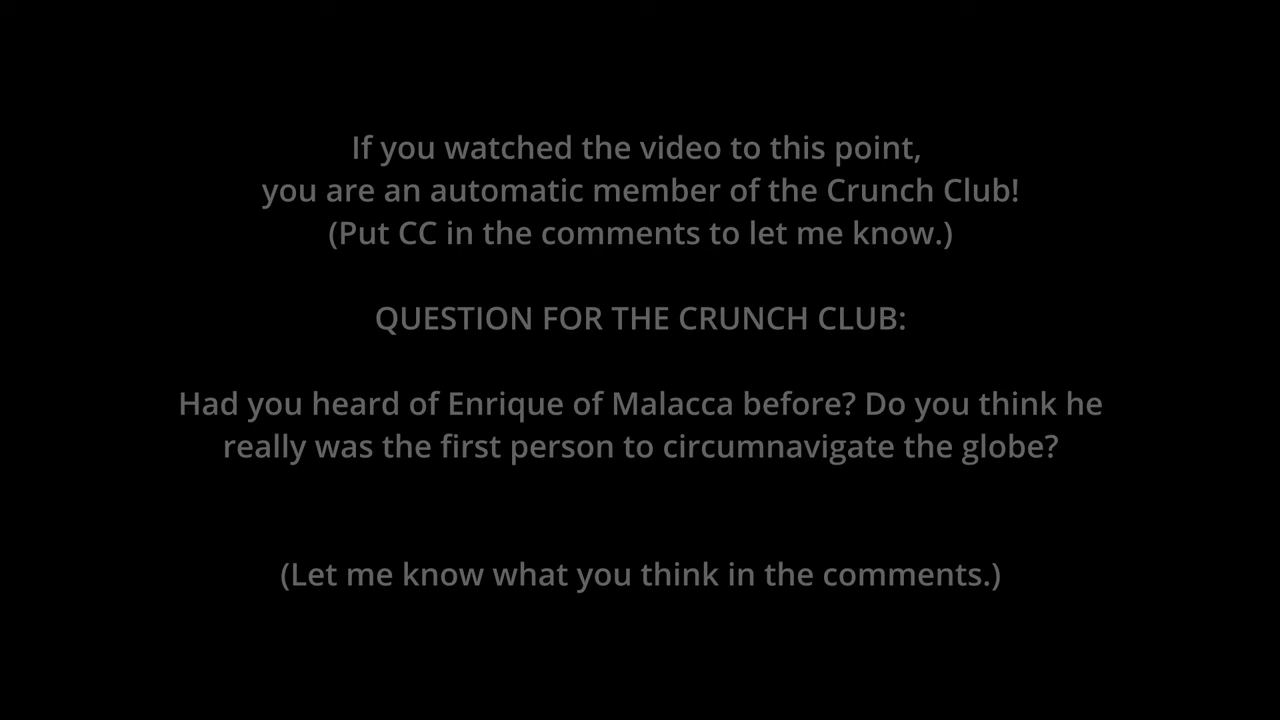 If you watched the video to this point,
you are an automatic member of the Crunch Club!
(Put CC in the comments to let me know.)
QUESTION FOR THE CRUNCH CLUB:
Had you heard of Enrique of Malacca before? Do you think he
really was the first person to circumnavigate the globe?
(Let me know what you think in the comments.)